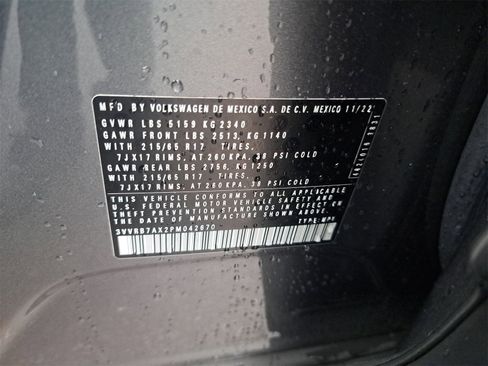 MFD BY VOLKSWAGEN DE MEXICO S.A. DE C.V. MEXICO 11/22
GVWR LBS 5159 KG 2340
GAWR FRONT LBS 2513, KG 1140
WITH 215/65 R17 TIRES,
7JX17 RIMS, AT 260 KPA, 38 PSI COLD
GAWR REAR LBS 2756, KG 1250
WITH 215/65 R17 TIRES,
7JX17 RIMS, AT 260 KPA, 38 PSI COLD
THIS VEHICLE CONFORMS TO ALL APPLICABLE
U.S. FEDERAL MOTOR VEHICLE SAFETY AND
THEFT PREVENTION STANDARDS IN EFFECT ON
THE DATE OF MANUFACTURE SHOWN ABOVE.
3VVRB7AX2PM042670 TYPE: MPV